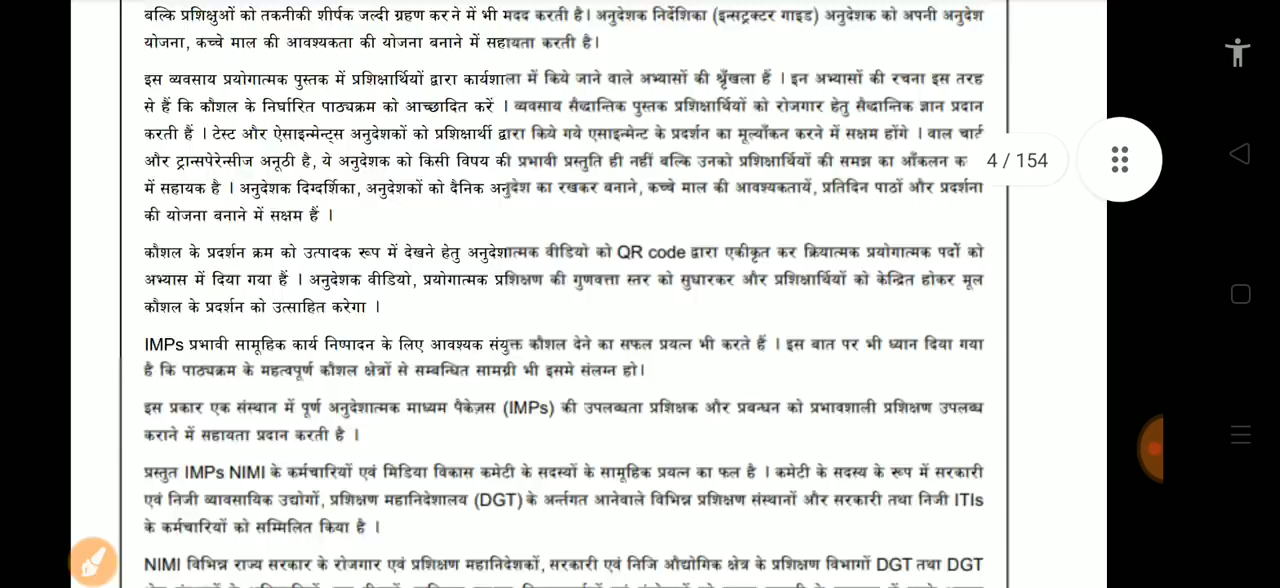 बल्कि प्रशिक्षुओं को तकनीकी शीर्षक जल्दी ग्रहण करने में भी मदद करती है। अनुदेशक निर्देशिका (इन्सट्रक्टर गाइड) अनुदेशक को अपनी अनुदेश
योजना, कच्चे माल की आवश्यकता की योजना बनाने में सहायता करती है।
इस व्यवसाय प्रयोगात्मक पुस्तक में प्रशिक्षार्थियों द्वारा कार्यशाला में किये जाने वाले अभ्यासों की श्रृँखला हैं । इन अभ्यासों की रचना इस तरह
से हैं कि कौशल के निर्धारित पाठ्यक्रम को आच्छादित करें । व्यवसाय सैद्धान्तिक पुस्तक प्रशिक्षार्थियों को रोजगार हेतु सैद्धान्तिक ज्ञान प्रदान
करती हैं । टेस्ट और ऐसाइन्मेन्ट्स अनुदेशकों को प्रशिक्षार्थी द्वारा किये गये एसाइन्मेन्ट के प्रदर्शन का मूल्याँकन करने में सक्षम होंगे । वाल चार्ट
और ट्रान्सपेरेन्सीज अनूठी है, ये अनुदेशक को किसी विषय की प्रभावी प्रस्तुति ही नहीं बल्कि उनको प्रशिक्षार्थियों की समझ का आँकलन क 4 / 154
में सहायक है । अनुदेशक दिग्दर्शिका, अनुदेशकों को दैनिक अनुदेश का रखकर बनाने, कच्चे माल की आवश्यकतायें, प्रतिदिन पाठों और प्रदर्शना
की योजना बनाने में सक्षम हैं ।
कौशल के प्रदर्शन क्रम को उत्पादक रूप में देखने हेतु अनुदेशात्मक वीडियो को QR code द्वारा एकीकृत कर क्रियात्मक प्रयोगात्मक पदों को
अभ्यास में दिया गया हैं । अनुदेशक वीडियो, प्रयोगात्मक प्रशिक्षण की गुणवत्ता स्तर को सुधारकर और प्रशिक्षार्थियों को केन्द्रित होकर मूल
कौशल के प्रदर्शन को उत्साहित करेगा ।
IMPs प्रभावी सामूहिक कार्य निष्पादन के लिए आवश्यक संयुक्त कौशल देने का सफल प्रयत्न भी करते हैं । इस बात पर भी ध्यान दिया गया
है कि पाठ्यक्रम के महत्वपूर्ण कौशल क्षेत्रों से सम्बन्धित सामग्री भी इसमे संलग्न हो।
इस प्रकार एक संस्थान में पूर्ण अनुदेशात्मक माध्यम पैकेज़स (IMPs) की उपलब्धता प्रशिक्षक और प्रबन्धन को प्रभावशाली प्रशिक्षण उपलब्ध
कराने में सहायता प्रदान करती है ।
प्रस्तुत IMPs NIMI के कर्मचारियों एवं मिडिया विकास कमेटी के सदस्यों के सामूहिक प्रयत्न का फल है । कमेटी के सदस्य के रूप में सरकारी
एवं निजी व्यावसायिक उद्योगों, प्रशिक्षण महानिदेशालय (DGT) के अर्न्तगत आनेवाले विभिन्न प्रशिक्षण संस्थानों और सरकारी तथा निजी ITIs
के कर्मचारियों को सम्मिलित किया है ।
NIMI विभिन्न राज्य सरकार के रोजगार एवं प्रशिक्षण महानिदेशकों, सरकारी एवं निजि औद्योगिक क्षेत्र के प्रशिक्षण विभागों DGT तथा DGT